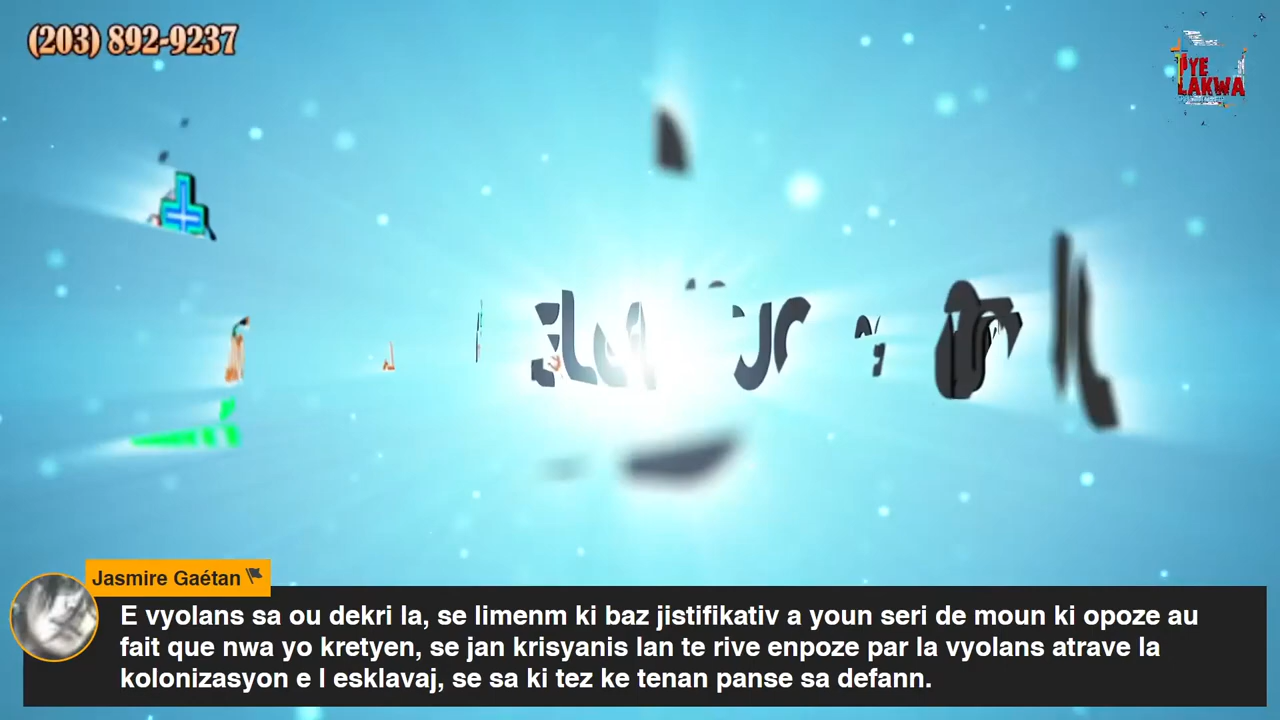 (203) 892-9237
PYE
LAKWA
Jasmire Gaétan
E vyolans sa ou dekri la, se limenm ki baz jistifikativ a youn seri de moun ki opoze au
fait que nwa yo kretyen, se jan krisyanis lan te rive enpoze par la vyolans atrave la
kolonizasyon e l esklavaj, se sa ki tez ke tenan panse sa defann.